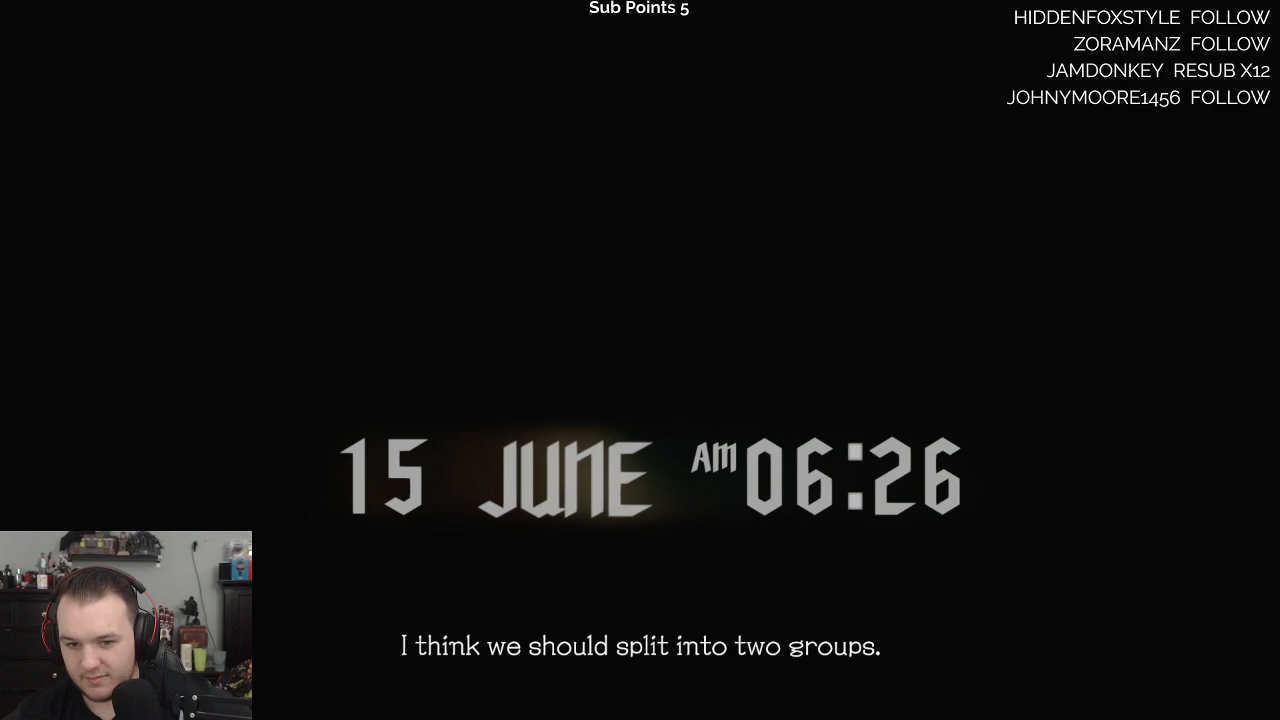 Sub Points 5
HIDDENFOXSTYLE FOLLOW
ZORAMANZ FOLLOW
JAMDONKEY RESUB X12
JOHNYMOORE1456 FOLLOW
15 JUNE AM 06:26
I think we should split into two groups.